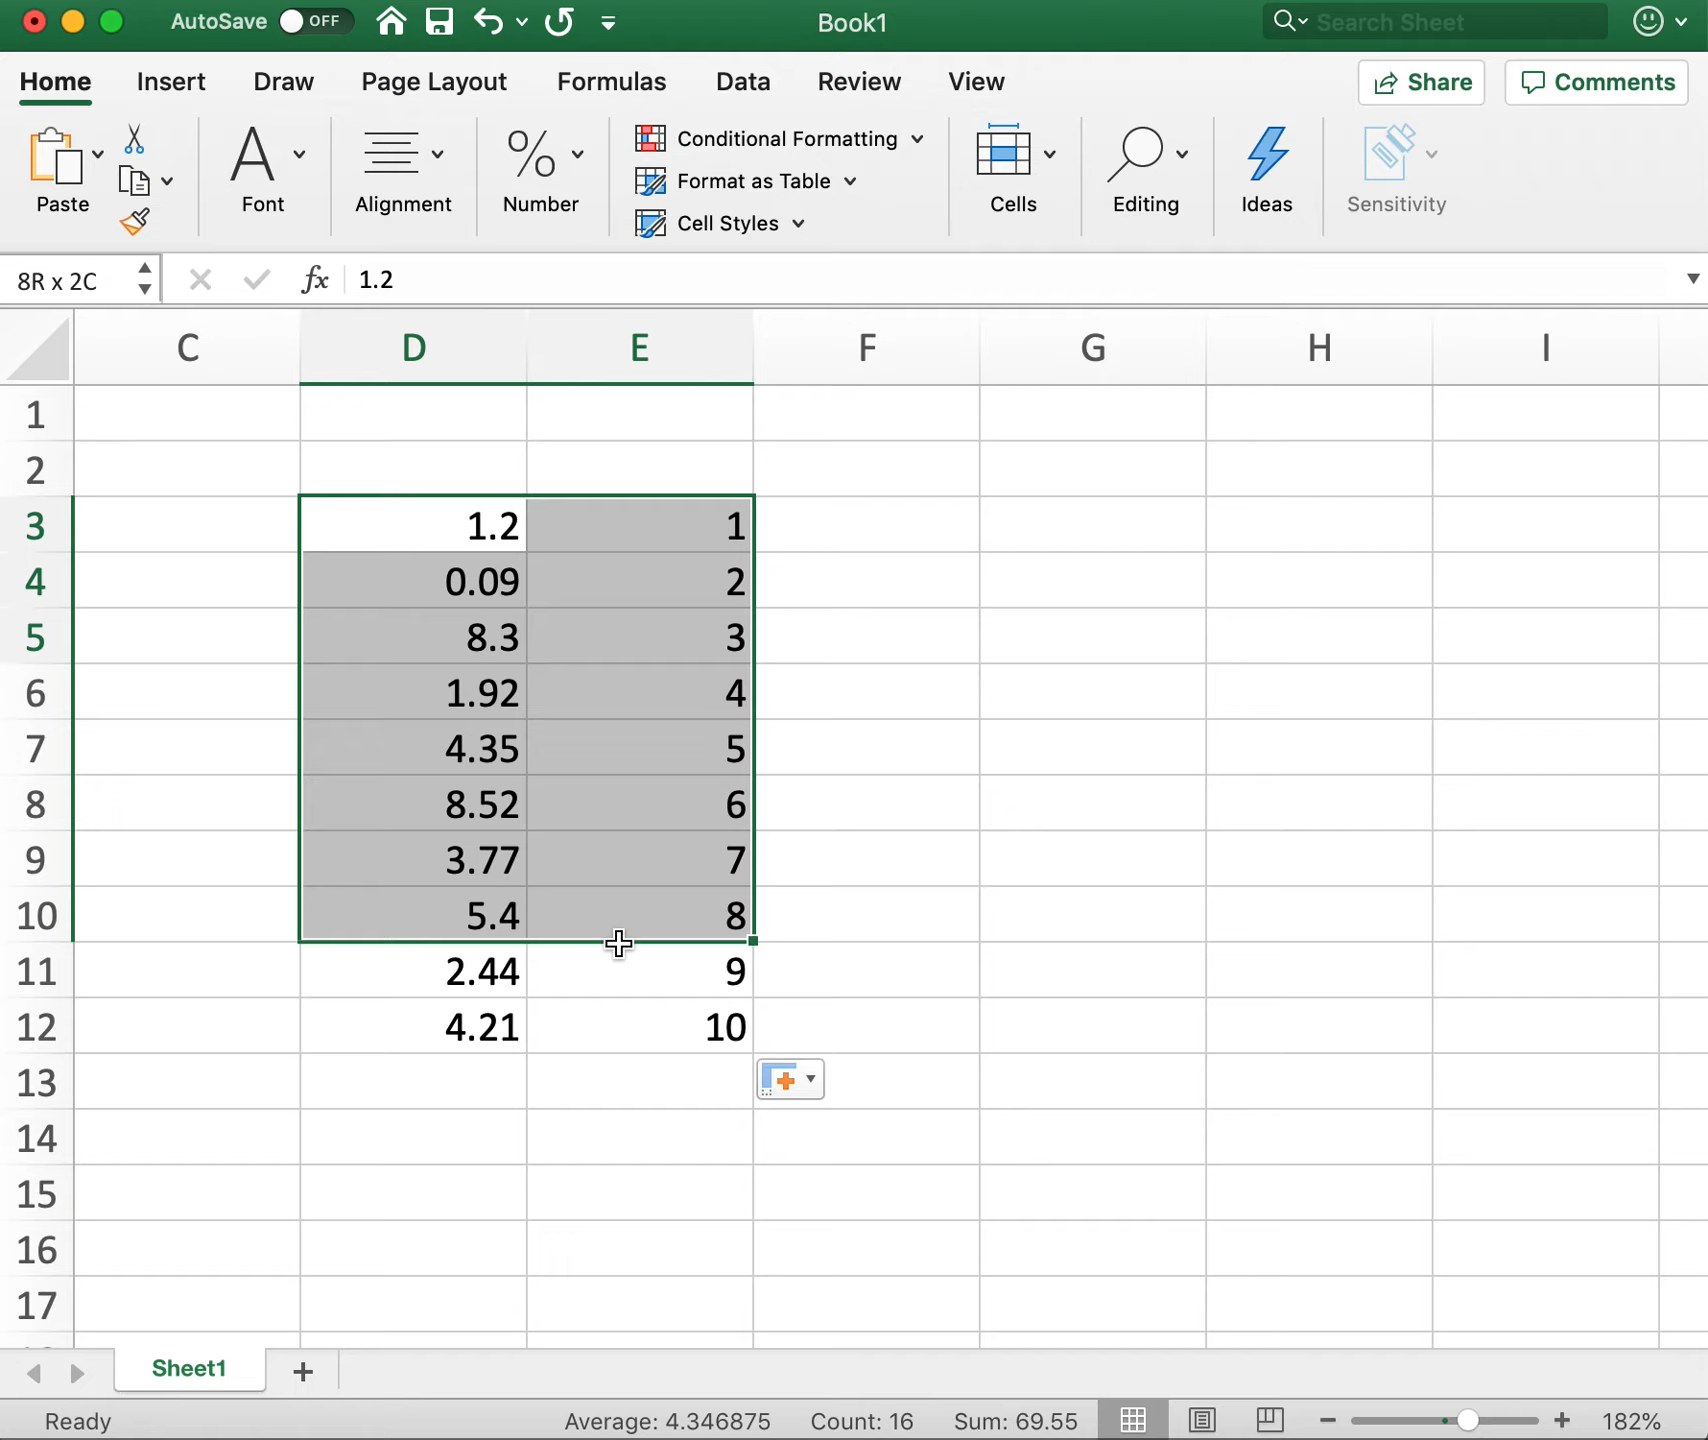 AutoSave OFF Book1 Search Sheet
Home Insert Draw Page Layout Formulas Data Review View Share Comments
Paste Font Alignment Number Conditional Formatting Format as Table Cell Styles Cells Editing Ideas Sensitivity
8R x 2C fx 1.2
C D E F G H I
1
2
3 1.2 1
4 0.09 2
5 8.3 3
6 1.92 4
7 4.35 5
8 8.52 6
9 3.77 7
10 5.4 8
11 2.44 9
12 4.21 10
13
14
15
16
17
Sheet1
Ready Average: 4.346875 Count: 16 Sum: 69.55 182%